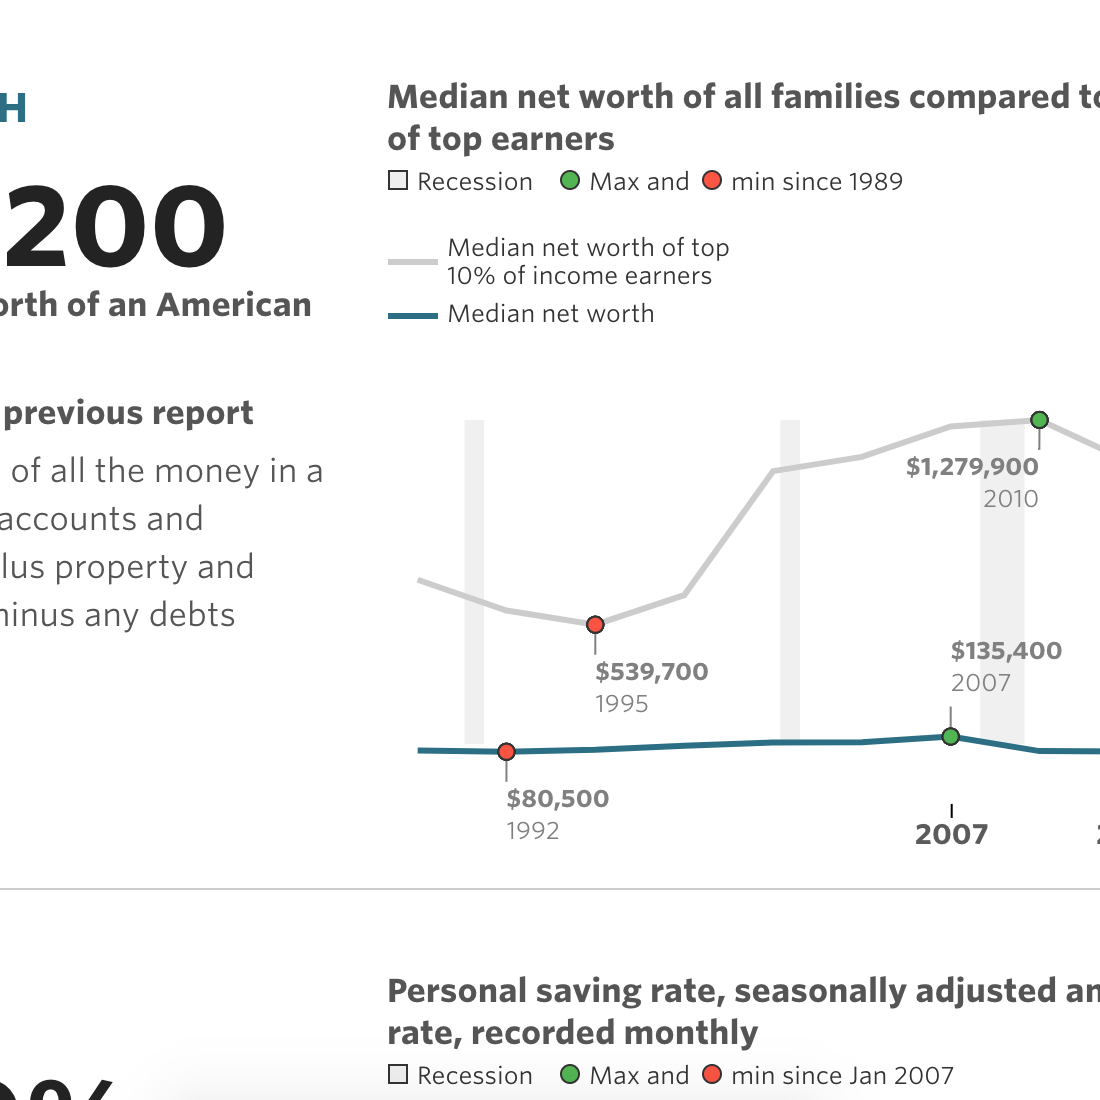 H
200
orth of an American
previous report
of all the money in a
accounts and
lus property and
minus any debts
Median net worth of all families compared to
of top earners
Recession Max and min since 1989
Median net worth of top
10% of income earners
Median net worth
$1,279,900
2010
$539,700
1995
$135,400
2007
$80,500
1992
2007
Personal saving rate, seasonally adjusted an
rate, recorded monthly
Recession Max and min since Jan 2007